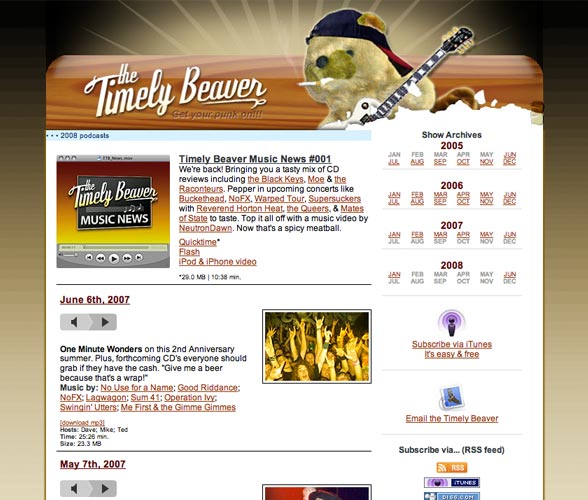 the
Timely Beaver
Get your punk on!!
• • • 2008 podcasts
the
Timely Beaver
MUSIC NEWS
Timely Beaver Music News #001
We're back! Bringing you a tasty mix of CD
reviews including the Black Keys, Moe & the
Raconteurs. Pepper in upcoming concerts like
Buckethead, NoFX, Warped Tour, Supersuckers
with Reverend Horton Heat, the Queers, & Mates
of State to taste. Top it all off with a music video by
NeutronDawn. Now that's a spicy meatball.
Quicktime*
Flash
iPod & iPhone video
*29.0 MB | 10:38 min.
June 6th, 2007
One Minute Wonders on this 2nd Anniversary
summer. Plus, forthcoming CD's everyone should
grab if they have the cash. "Give me a beer
because that's a wrap!"
Music by: No Use for a Name; Good Riddance;
NoFX; Lagwagon; Sum 41; Operation Ivy;
Swingin' Utters; Me First & the Gimme Gimmes
[download mp3]
Hosts: Dave; Mike; Ted
Time: 25:26 min.
Size: 23.3 MB
May 7th, 2007
Show Archives
2005
JAN FEB MAR APR MAY JUN
JUL AUG SEP OCT NOV DEC
2006
JAN FEB MAR APR MAY JUN
JUL AUG SEP OCT NOV DEC
2007
JAN FEB MAR APR MAY JUN
JUL AUG SEP OCT NOV DEC
2008
JAN FEB MAR APR MAY JUN
JUL AUG SEP OCT NOV DEC
Subscribe via iTunes
It's easy & free
Email the Timely Beaver
Subscribe via... (RSS feed)
RSS
iTUNES
DIGG.COM